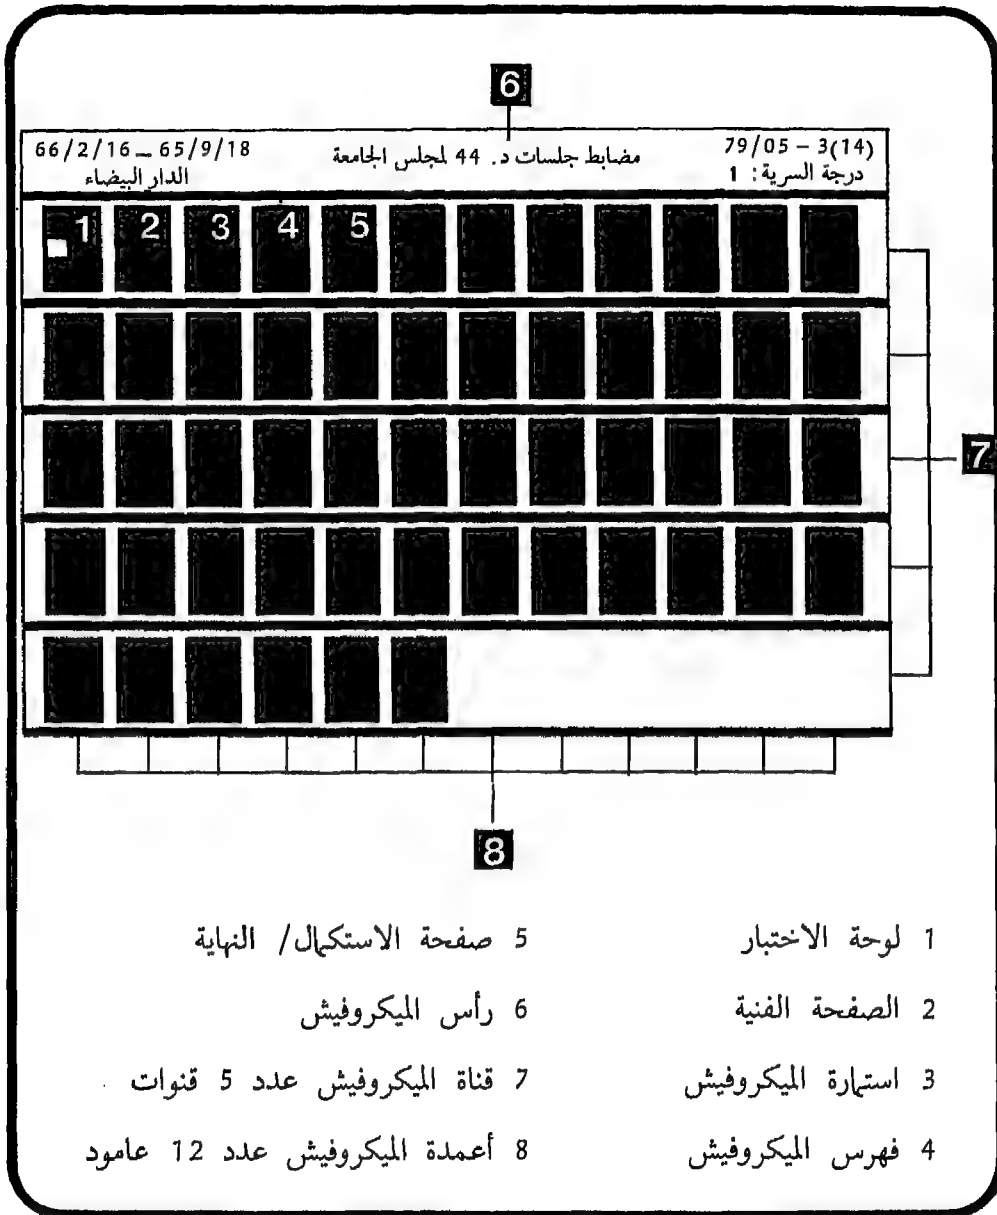 6
79/05 – 3(14)
مضابط جلسات د. 44 لمجلس الجامعة
65/9/18 – 66/2/16
درجة السرية: 1
الدار البيضاء
1 2 3 4 5
7
8
1 لوحة الاختبار
2 الصفحة الفنية
3 استمارة الميكروفيش
4 فهرس الميكروفيش
5 صفحة الاستكمال/ النهاية
6 رأس الميكروفيش
7 قناة الميكروفيش عدد 5 قنوات
8 أعمدة الميكروفيش عدد 12 عامود